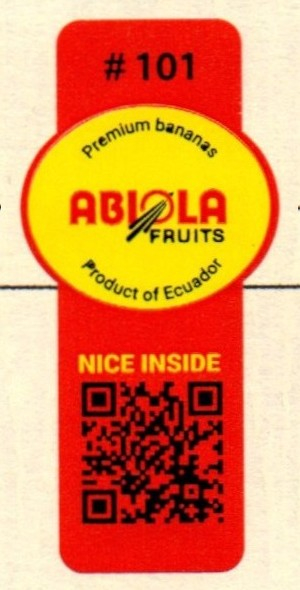 # 101
Premium bananas
ABIOLA
FRUITS
Product of Ecuador
NICE INSIDE